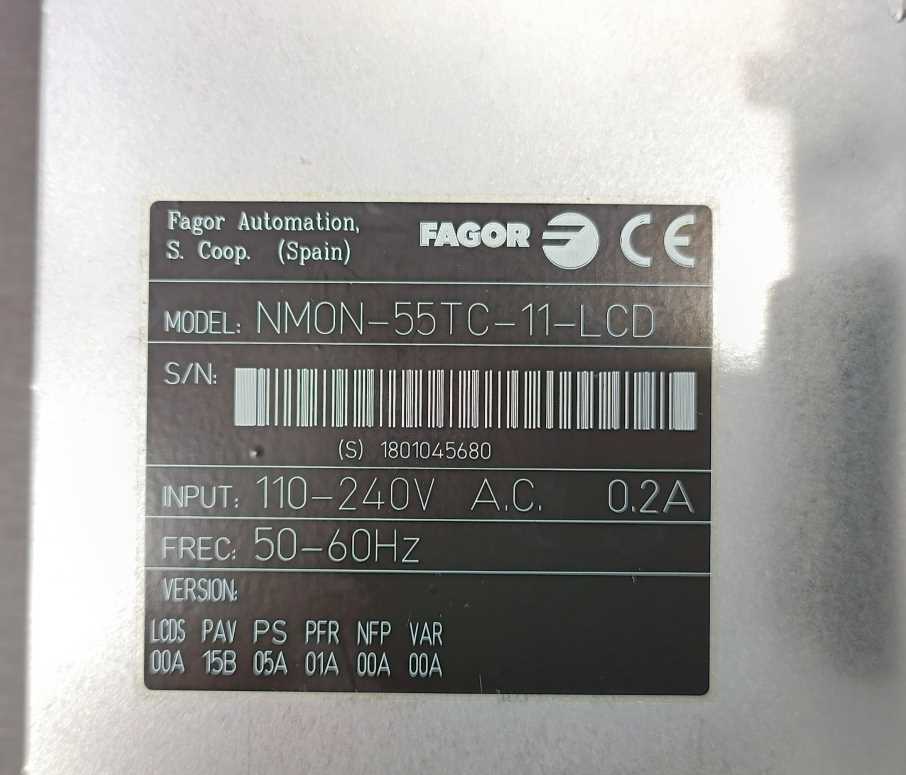 Fagor Automation,
S. Coop. (Spain)
FAGOR
CE
MODEL: NMON-55TC-11-LCD
S/N:
(S) 1801045680
INPUT: 110-240V A.C. 0.2A
FREC: 50-60Hz
VERSION:
LCDS PAV PS PFR NFP VAR
00A 15B 05A 01A 00A 00A